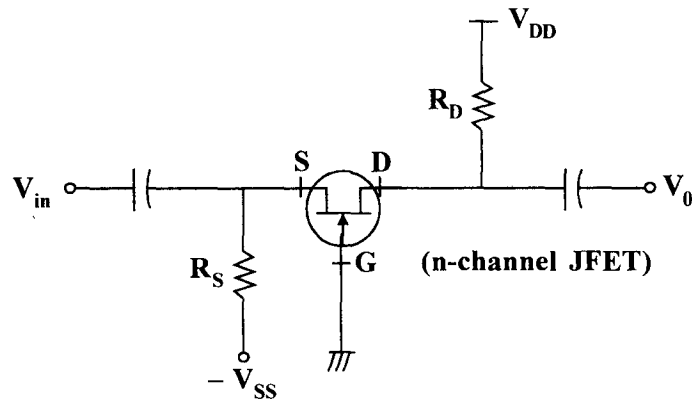 V_DD
R_D
S D
V_in
V_0
R_S
G (n-channel JFET)
– V_SS